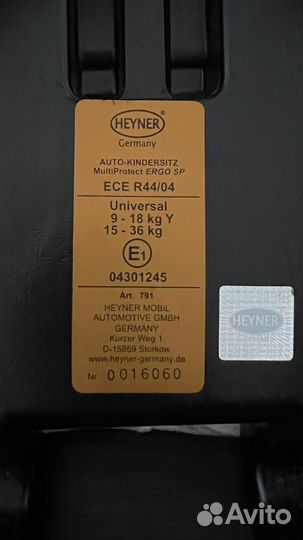 HEYNER
Germany
AUTO-KINDERSITZ
MultiProtect ERGO SP
ECE R44/04
Universal
9 - 18 kg Y
15 - 36 kg
E1
04301245
Art. 791
HEYNER MOBIL
AUTOMOTIVE GMBH
GERMANY
Kurzer Weg 1
D-15859 Storkow
www.heyner-germany.de
Nr 0016060
HEYNER
Avito